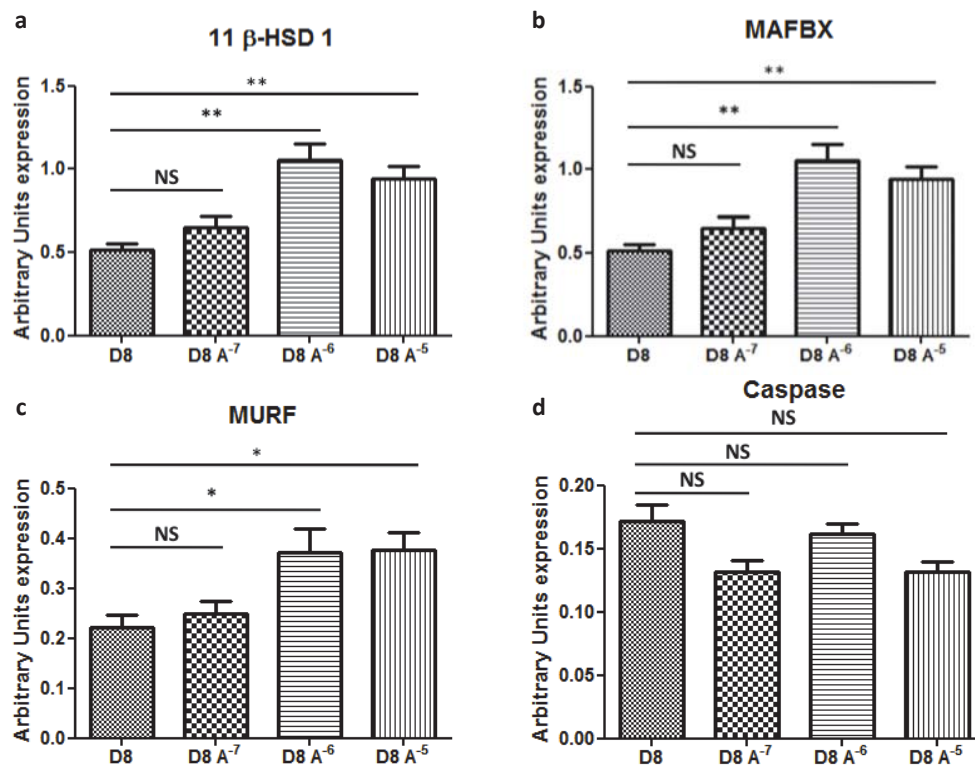 a
11 β-HSD 1
**
**
NS
Arbitrary Units expression
1.5
1.0
0.5
0.0
D8 D8 A-7 D8 A-6 D8 A-5
b
MAFBX
**
**
NS
Arbitrary Units expression
1.5
1.0
0.5
0.0
D8 D8 A-7 D8 A-6 D8 A-5
c
MURF
*
*
NS
Arbitrary Units expression
0.5
0.4
0.3
0.2
0.1
0.0
D8 D8 A-7 D8 A-6 D8 A-5
d
Caspase
NS
NS
NS
Arbitrary Units expression
0.20
0.15
0.10
0.05
0.00
D8 D8 A-7 D8 A-6 D8 A-5